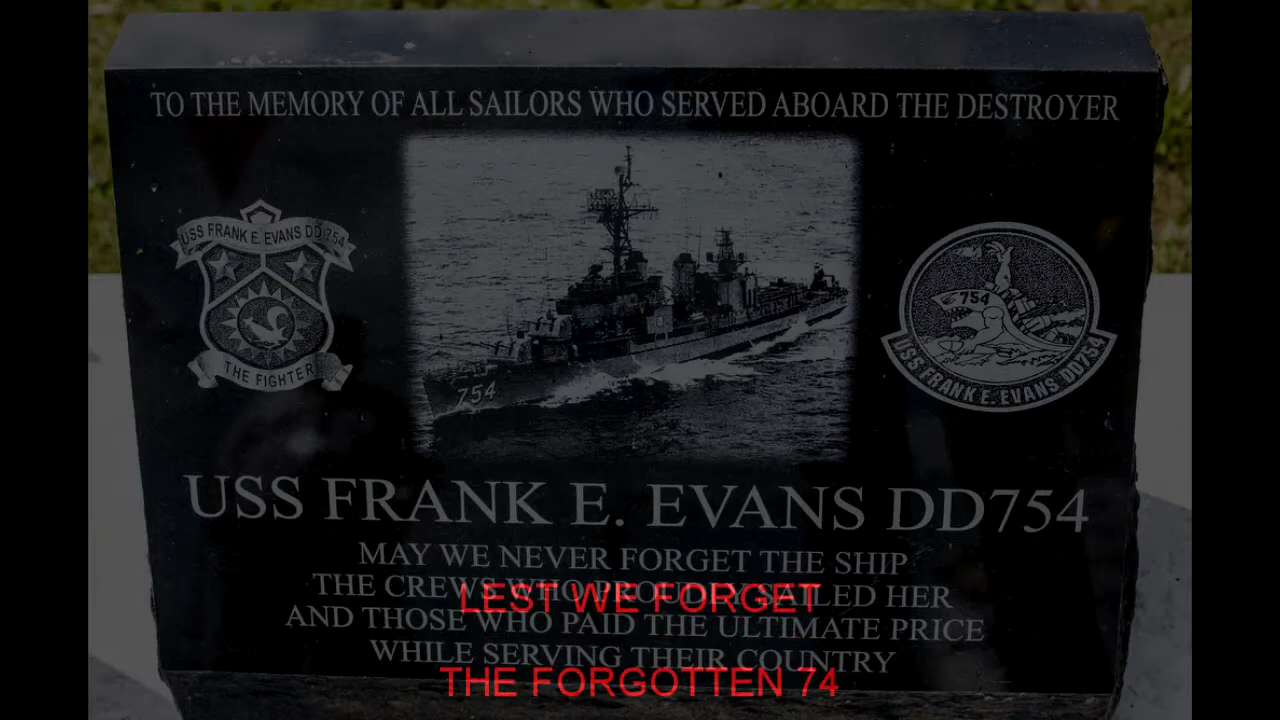 TO THE MEMORY OF ALL SAILORS WHO SERVED ABOARD THE DESTROYER
USS FRANK E. EVANS DD 754
THE FIGHTER
754
754
USS FRANK E. EVANS DD754
USS FRANK E. EVANS DD754
MAY WE NEVER FORGET THE SHIP
THE CREWS WHO PROUDLY SAILED HER
LEST WE FORGET
AND THOSE WHO PAID THE ULTIMATE PRICE
WHILE SERVING THEIR COUNTRY
THE FORGOTTEN 74